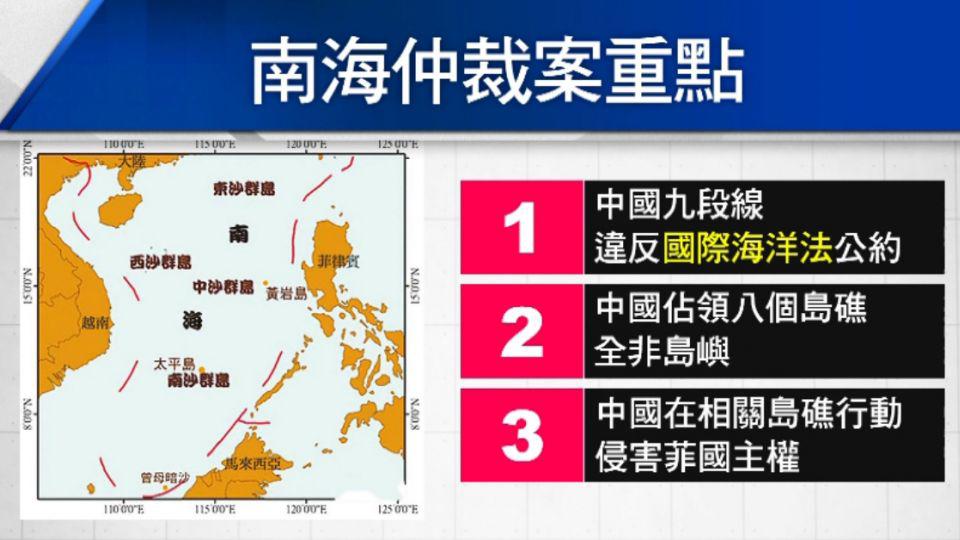 南海仲裁案重點
110°0'0"E 115°0'0"E 120°0'0"E 125°0'0"E
22°0'0"N
大陸
東沙群島
南
西沙群島
菲律賓
中沙群島
黃岩島
15°0'0"N 15°0'0"N
海
越南
太平島
南沙群島
8°0'0"N 8°0'0"N
馬來西亞
曾母暗沙
110°0'0"E 115°0'0"E 120°0'0"E 125°0'0"E
1
中國九段線
違反國際海洋法公約
2
中國佔領八個島礁
全非島嶼
3
中國在相關島礁行動
侵害菲國主權